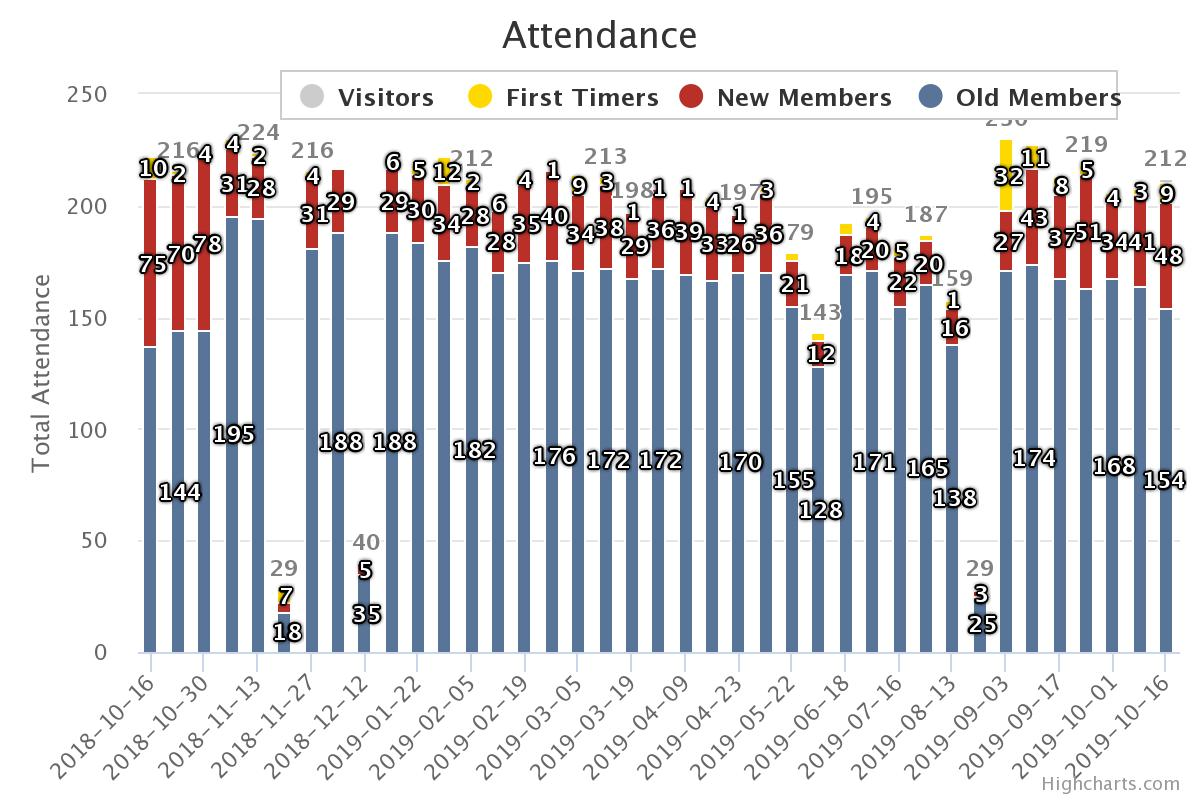 Attendance
Visitors First Timers New Members Old Members
Total Attendance
250
200
150
100
50
0
216 224 216 212 213 198 197 179 143 195 187 159 219 212
29 40 29
10 2 4 4 2 4 6 5 12 2 6 4 1 9 3 1 1 1 4 1 3 4 5 1 32 11 8 5 4 3 9
75 70 78 31 28 31 29 29 30 34 28 28 35 40 34 38 29 36 39 33 26 36 21 12 18 20 22 20 16 27 43 37 51 34 41 48
7 5 3
144 195 18 188 35 188 182 176 172 172 170 155 128 171 165 138 25 174 168 154
2018-10-16
2018-10-30
2018-11-13
2018-11-27
2018-12-12
2019-01-22
2019-02-05
2019-02-19
2019-03-05
2019-03-19
2019-04-09
2019-04-23
2019-05-22
2019-06-18
2019-07-16
2019-08-13
2019-09-03
2019-09-17
2019-10-01
2019-10-16
Highcharts.com